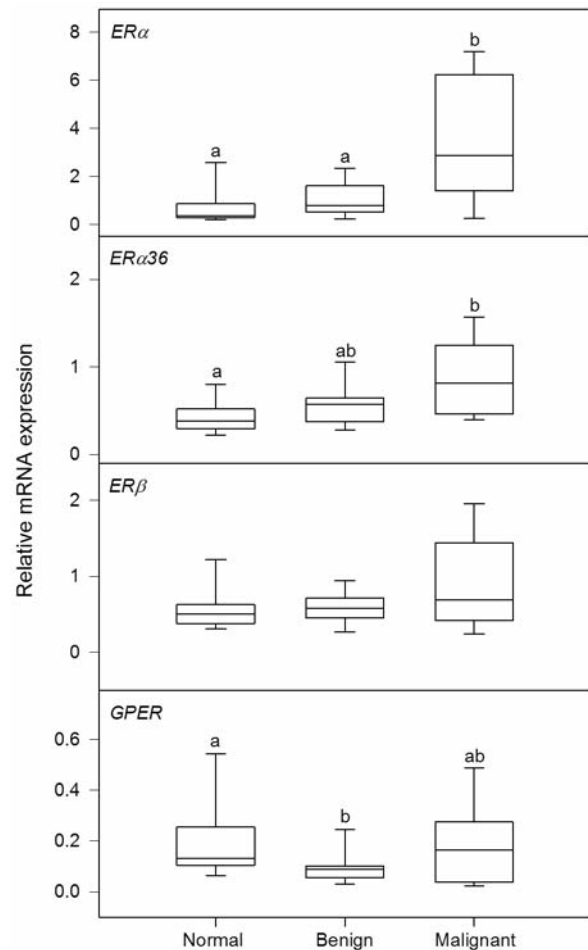 Relative mRNA expression
ERα
8
6
4
2
0
a
a
b
ERα36
2
1
0
a
ab
b
ERβ
2
1
0
GPER
0.6
0.4
0.2
0.0
a
b
ab
Normal Benign Malignant